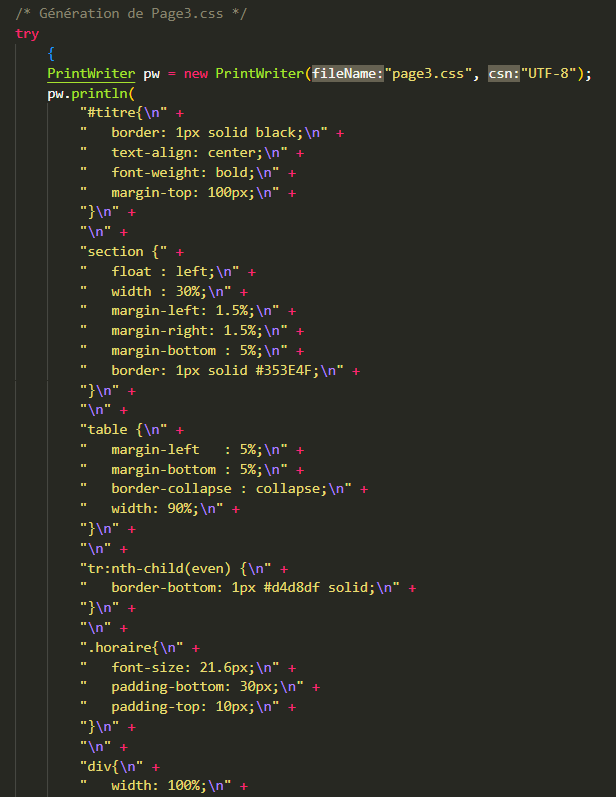 /* Génération de Page3.css */
try
{
PrintWriter pw = new PrintWriter(fileName:"page3.css", csn:"UTF-8");
pw.println(
"#titre{\n" +
"   border: 1px solid black;\n" +
"   text-align: center;\n" +
"   font-weight: bold;\n" +
"   margin-top: 100px;\n" +
"}\n" +
"\n" +
"section {" +
"   float : left;\n" +
"   width : 30%;\n" +
"   margin-left: 1.5%;\n" +
"   margin-right: 1.5%;\n" +
"   margin-bottom : 5%;\n" +
"   border: 1px solid #353E4F;\n" +
"}\n" +
"\n" +
"table {\n" +
"   margin-left   : 5%;\n" +
"   margin-bottom : 5%;\n" +
"   border-collapse : collapse;\n" +
"   width: 90%;\n" +
"}\n" +
"\n" +
"tr:nth-child(even) {\n" +
"   border-bottom: 1px #d4d8df solid;\n" +
"}\n" +
"\n" +
".horaire{\n" +
"   font-size: 21.6px;\n" +
"   padding-bottom: 30px;\n" +
"   padding-top: 10px;\n" +
"}\n" +
"\n" +
"div{\n" +
"   width: 100%;\n" +